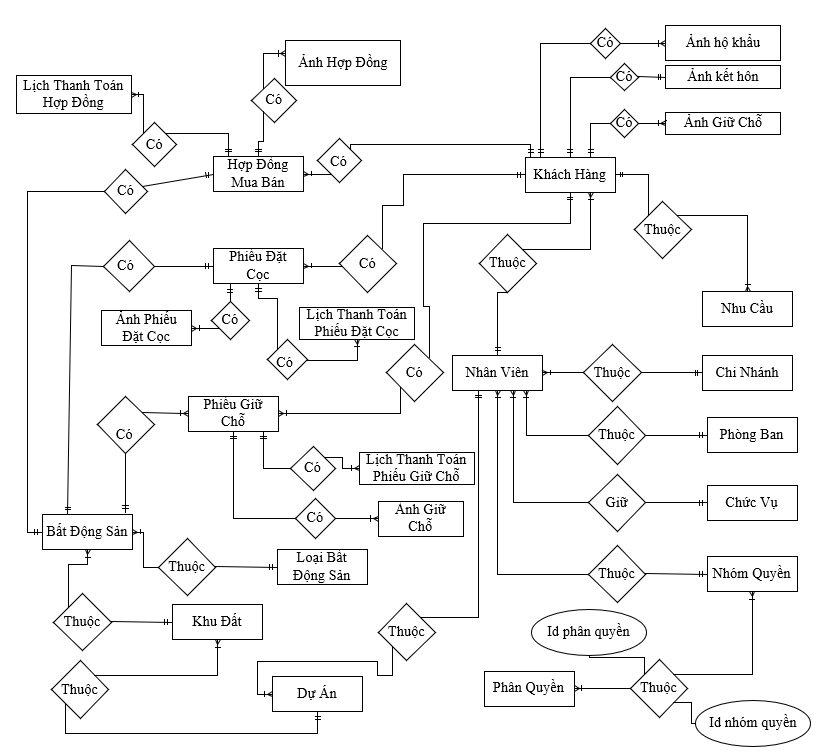 Có
Ảnh hộ khẩu
Ảnh Hợp Đồng
Có
Ảnh kết hôn
Lịch Thanh Toán
Hợp Đồng
Có
Có
Ảnh Giữ Chỗ
Có
Có
Hợp Đồng
Mua Bán
Khách Hàng
Có
Thuộc
Có
Phiếu Đặt
Cọc
Có
Thuộc
Nhu Cầu
Ảnh Phiếu
Đặt Cọc
Có
Lịch Thanh Toán
Phiếu Đặt Cọc
Có
Có
Nhân Viên
Thuộc
Chi Nhánh
Có
Phiếu Giữ
Chỗ
Thuộc
Phòng Ban
Có
Lịch Thanh Toán
Phiếu Giữ Chỗ
Giữ
Chức Vụ
Có
Ảnh Giữ
Chỗ
Bất Động Sản
Thuộc
Loại Bất
Động Sản
Thuộc
Nhóm Quyền
Thuộc
Khu Đất
Thuộc
Id phân quyền
Thuộc
Dự Án
Phân Quyền
Thuộc
Id nhóm quyền